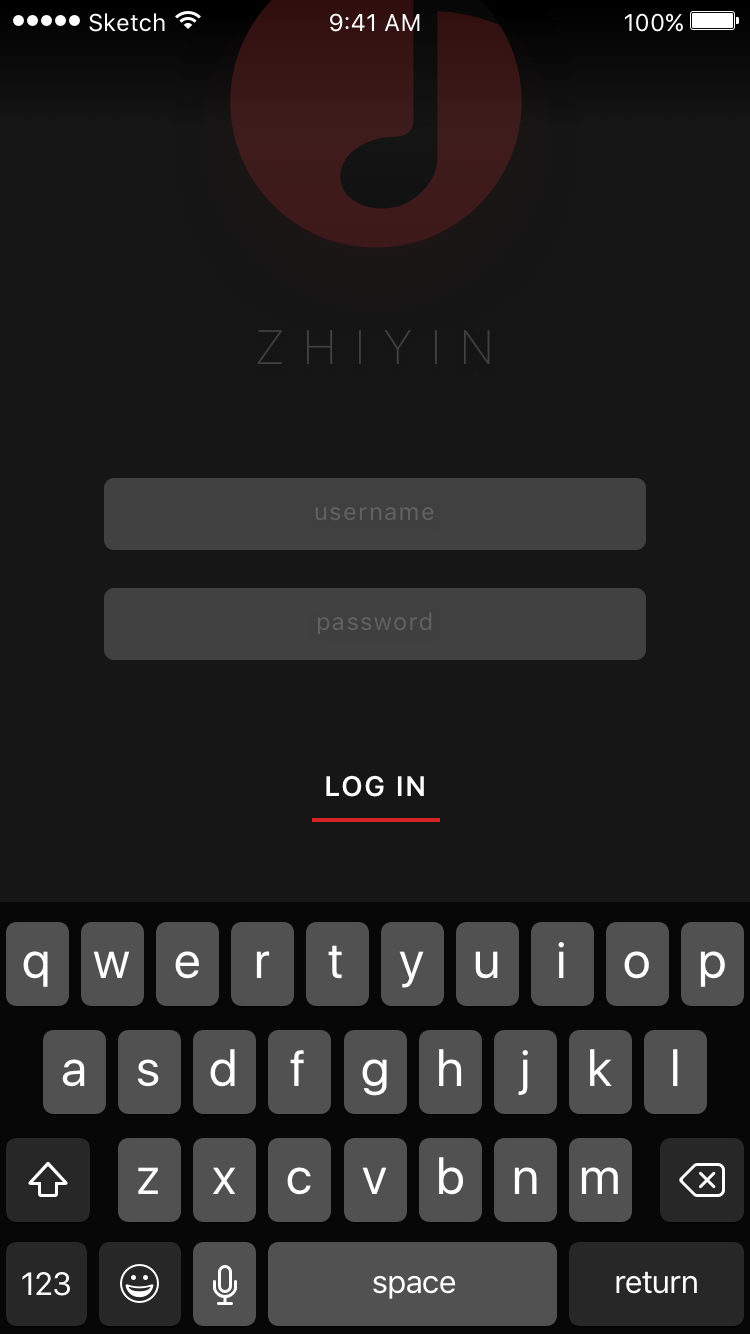 Sketch 9:41 AM 100%
ZHIYIN
username
password
LOG IN
q w e r t y u i o p
a s d f g h j k l
z x c v b n m
123 space return